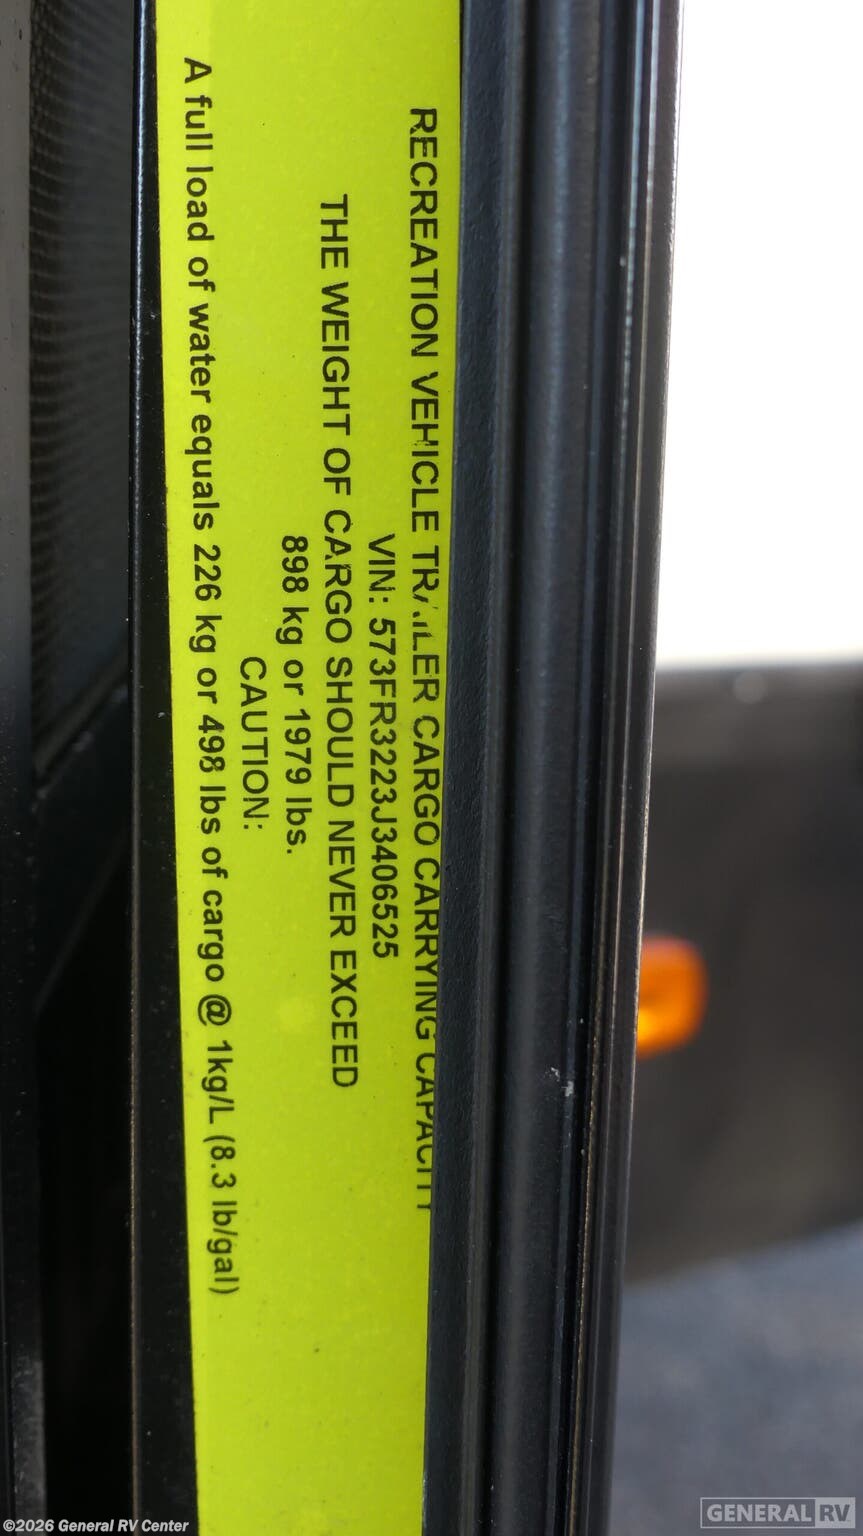 RECREATION VEHICLE TRAILER CARGO CARRYING CAPACITY
VIN: 573FR3223J3406525
THE WEIGHT OF CARGO SHOULD NEVER EXCEED
898 kg or 1979 lbs.
CAUTION:
A full load of water equals 226 kg or 498 lbs of cargo @ 1kg/L (8.3 lb/gal)
©2026 General RV Center
GENERAL RV